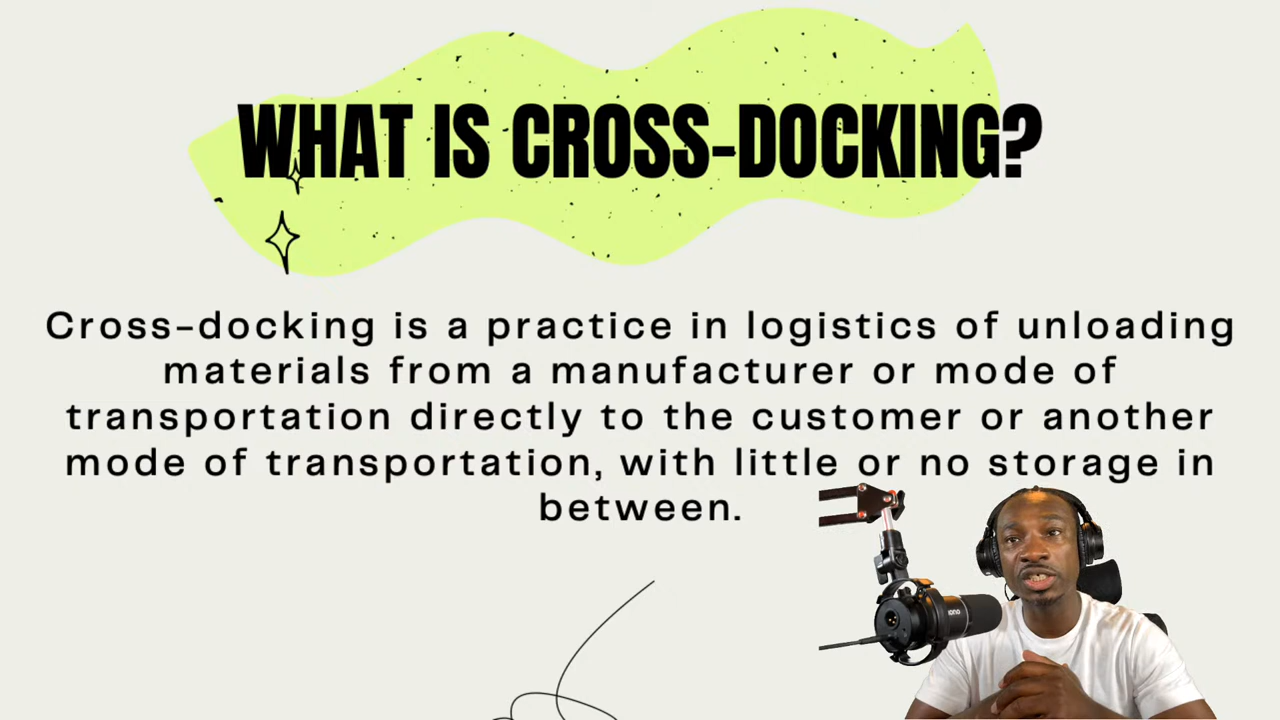 WHAT IS CROSS-DOCKING?
Cross-docking is a practice in logistics of unloading
materials from a manufacturer or mode of
transportation directly to the customer or another
mode of transportation, with little or no storage in
between.